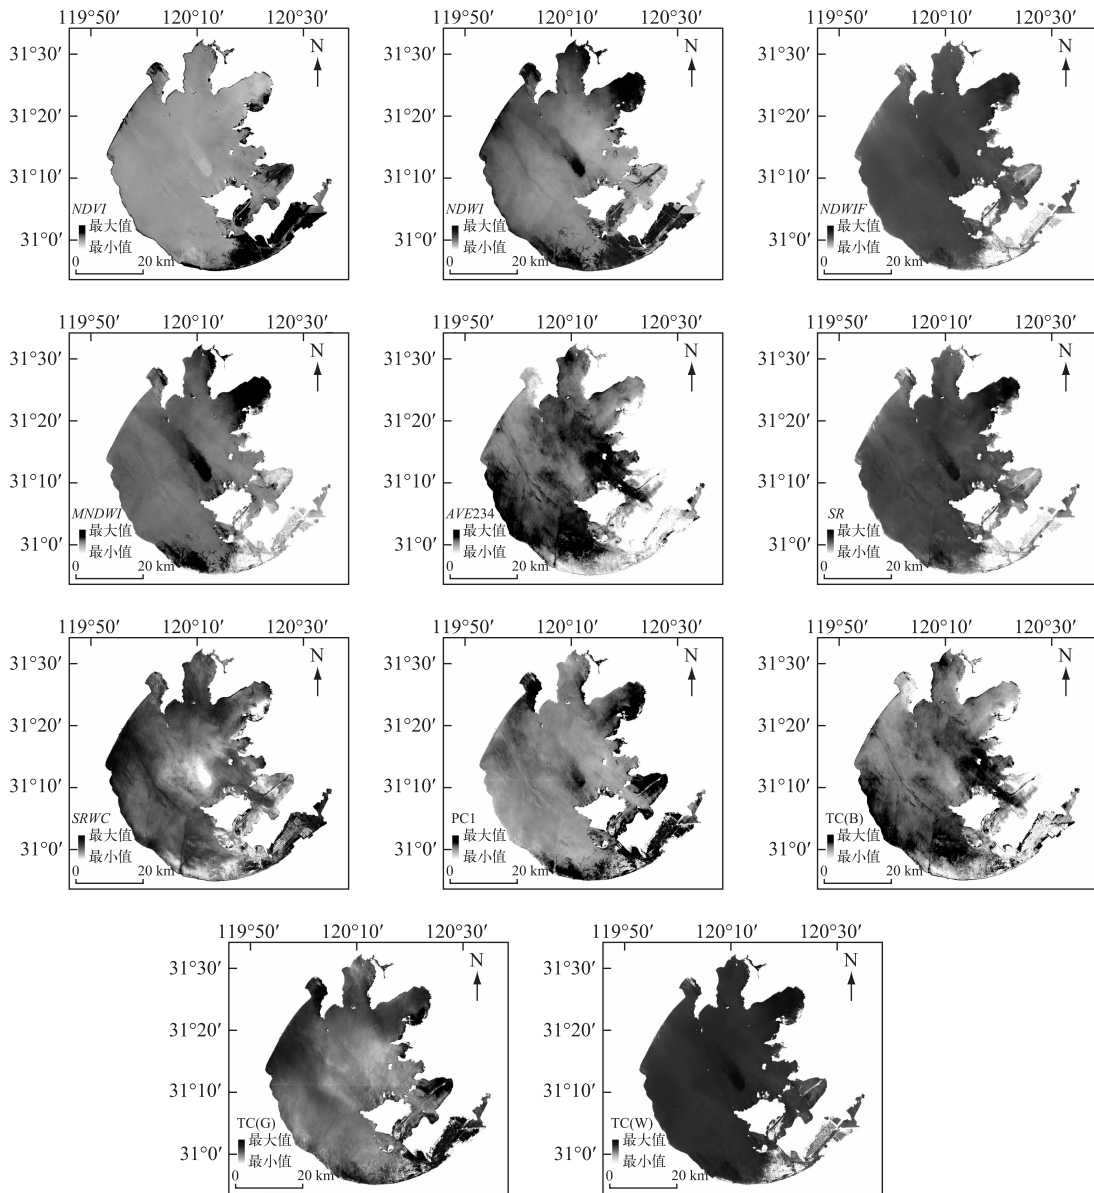 119°50′ 120°10′ 120°30′ 119°50′ 120°10′ 120°30′ 119°50′ 120°10′ 120°30′
31°30′ N 31°30′ N 31°30′ N
31°20′ 31°20′ 31°20′
31°10′ 31°10′ 31°10′
NDVI NDWI NDWIF
最大值 最大值 最大值
31°0′ 最小值 31°0′ 最小值 31°0′ 最小值
0 20 km 0 20 km 0 20 km
119°50′ 120°10′ 120°30′ 119°50′ 120°10′ 120°30′ 119°50′ 120°10′ 120°30′
31°30′ N 31°30′ N 31°30′ N
31°20′ 31°20′ 31°20′
31°10′ 31°10′ 31°10′
MNDWI AVE234 SR
最大值 最大值 最大值
31°0′ 最小值 31°0′ 最小值 31°0′ 最小值
0 20 km 0 20 km 0 20 km
119°50′ 120°10′ 120°30′ 119°50′ 120°10′ 120°30′ 119°50′ 120°10′ 120°30′
31°30′ N 31°30′ N 31°30′ N
31°20′ 31°20′ 31°20′
31°10′ 31°10′ 31°10′
SRWC PC1 TC(B)
最大值 最大值 最大值
31°0′ 最小值 31°0′ 最小值 31°0′ 最小值
0 20 km 0 20 km 0 20 km
119°50′ 120°10′ 120°30′ 119°50′ 120°10′ 120°30′
31°30′ N 31°30′ N
31°20′ 31°20′
31°10′ 31°10′
TC(G) TC(W)
最大值 最大值
31°0′ 最小值 31°0′ 最小值
0 20 km 0 20 km